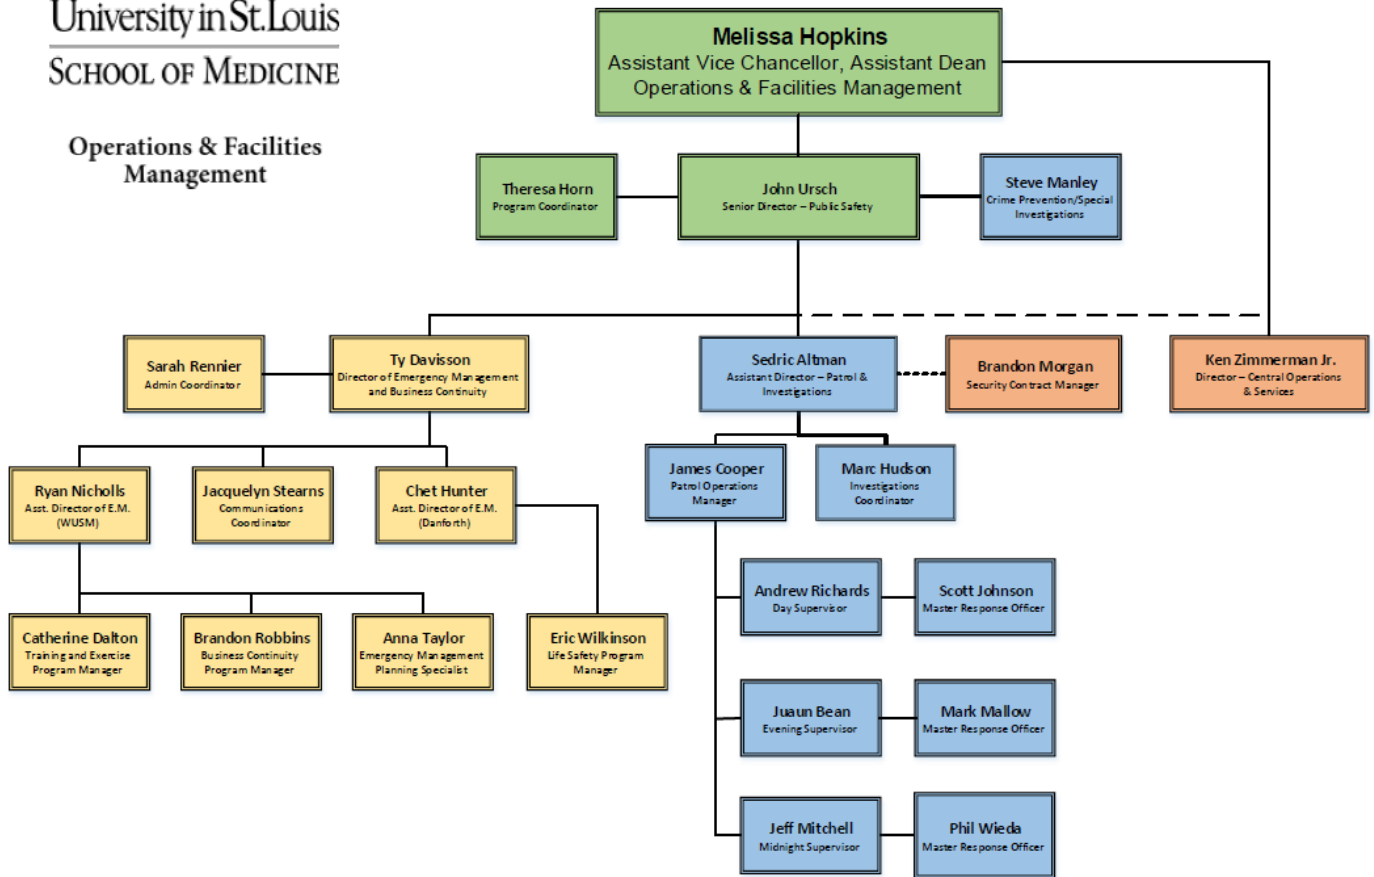 University in St. Louis
SCHOOL OF MEDICINE
Operations & Facilities
Management
Melissa Hopkins
Assistant Vice Chancellor, Assistant Dean
Operations & Facilities Management
Theresa Horn
Program Coordinator
John Ursch
Senior Director – Public Safety
Steve Manley
Crime Prevention/Special
Investigations
Sarah Rennier
Admin Coordinator
Ty Davisson
Director of Emergency Management
and Business Continuity
Sedric Altman
Assistant Director – Patrol &
Investigations
Brandon Morgan
Security Contract Manager
Ken Zimmerman Jr.
Director – Central Operations
& Services
Ryan Nicholls
Asst. Director of E.M.
(WUSM)
Jacquelyn Stearns
Communications
Coordinator
Chet Hunter
Asst. Director of E.M.
(Danforth)
James Cooper
Patrol Operations
Manager
Marc Hudson
Investigations
Coordinator
Andrew Richards
Day Supervisor
Scott Johnson
Master Response Officer
Catherine Dalton
Training and Exercise
Program Manager
Brandon Robbins
Business Continuity
Program Manager
Anna Taylor
Emergency Management
Planning Specialist
Eric Wilkinson
Life Safety Program
Manager
Juaun Bean
Evening Supervisor
Mark Mallow
Master Response Officer
Jeff Mitchell
Midnight Supervisor
Phil Wieda
Master Response Officer